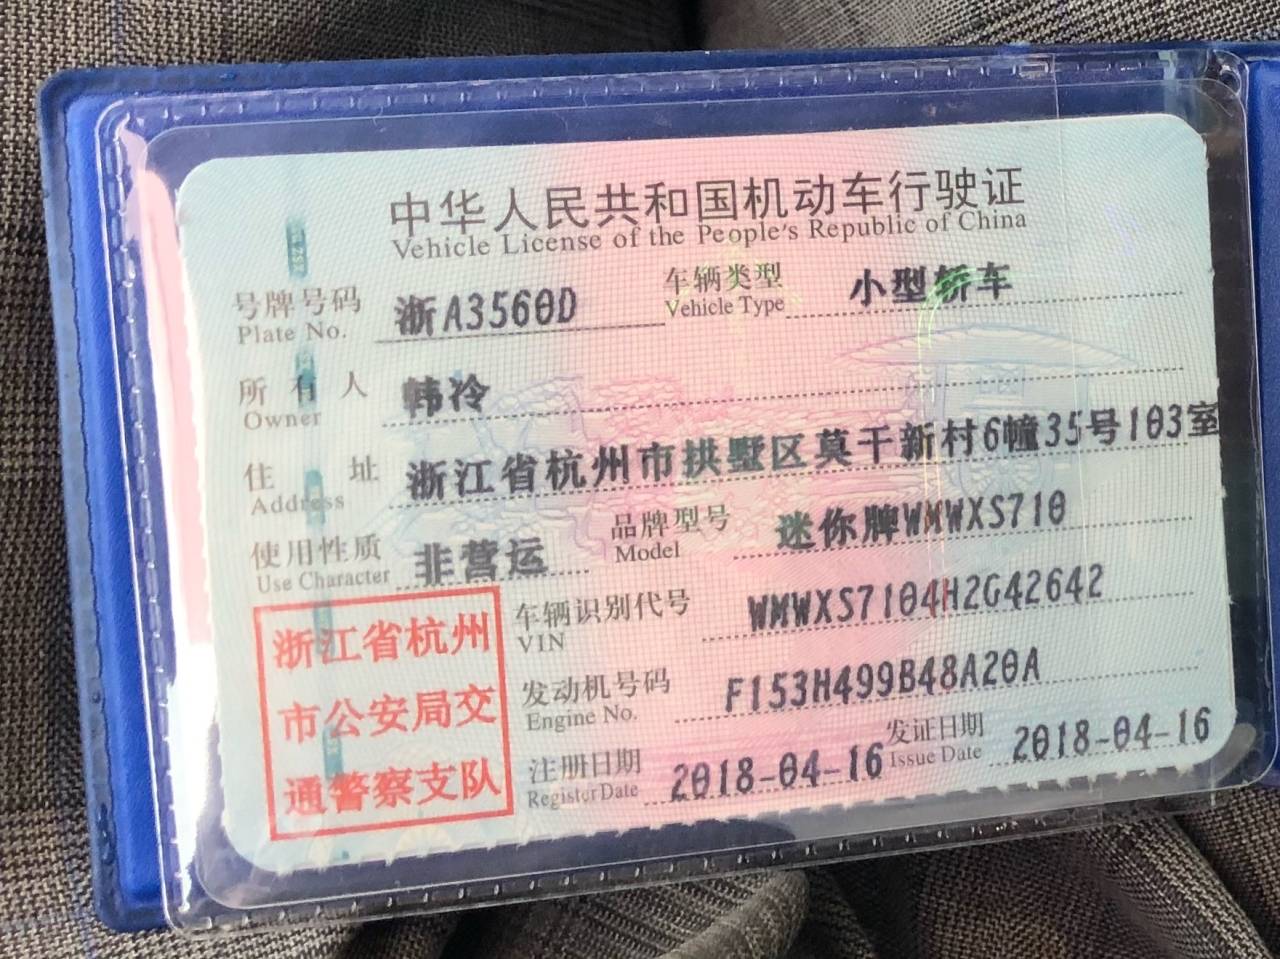 中华人民共和国机动车行驶证
Vehicle License of the People's Republic of China
号牌号码 浙A3560D 车辆类型 小型轿车
Plate No. Vehicle Type
所有人 韩冷
Owner
住址 浙江省杭州市拱墅区莫干新村6幢35号103室
Address
使用性质 非营运 品牌型号 迷你牌WMWXS710
Use Character Model
浙江省杭州
市公安局交
通警察支队
车辆识别代号 WMWXS7104H2G42642
VIN
发动机号码 F153H499B48A20A
Engine No.
注册日期 2018-04-16 发证日期 2018-04-16
Register Date Issue Date